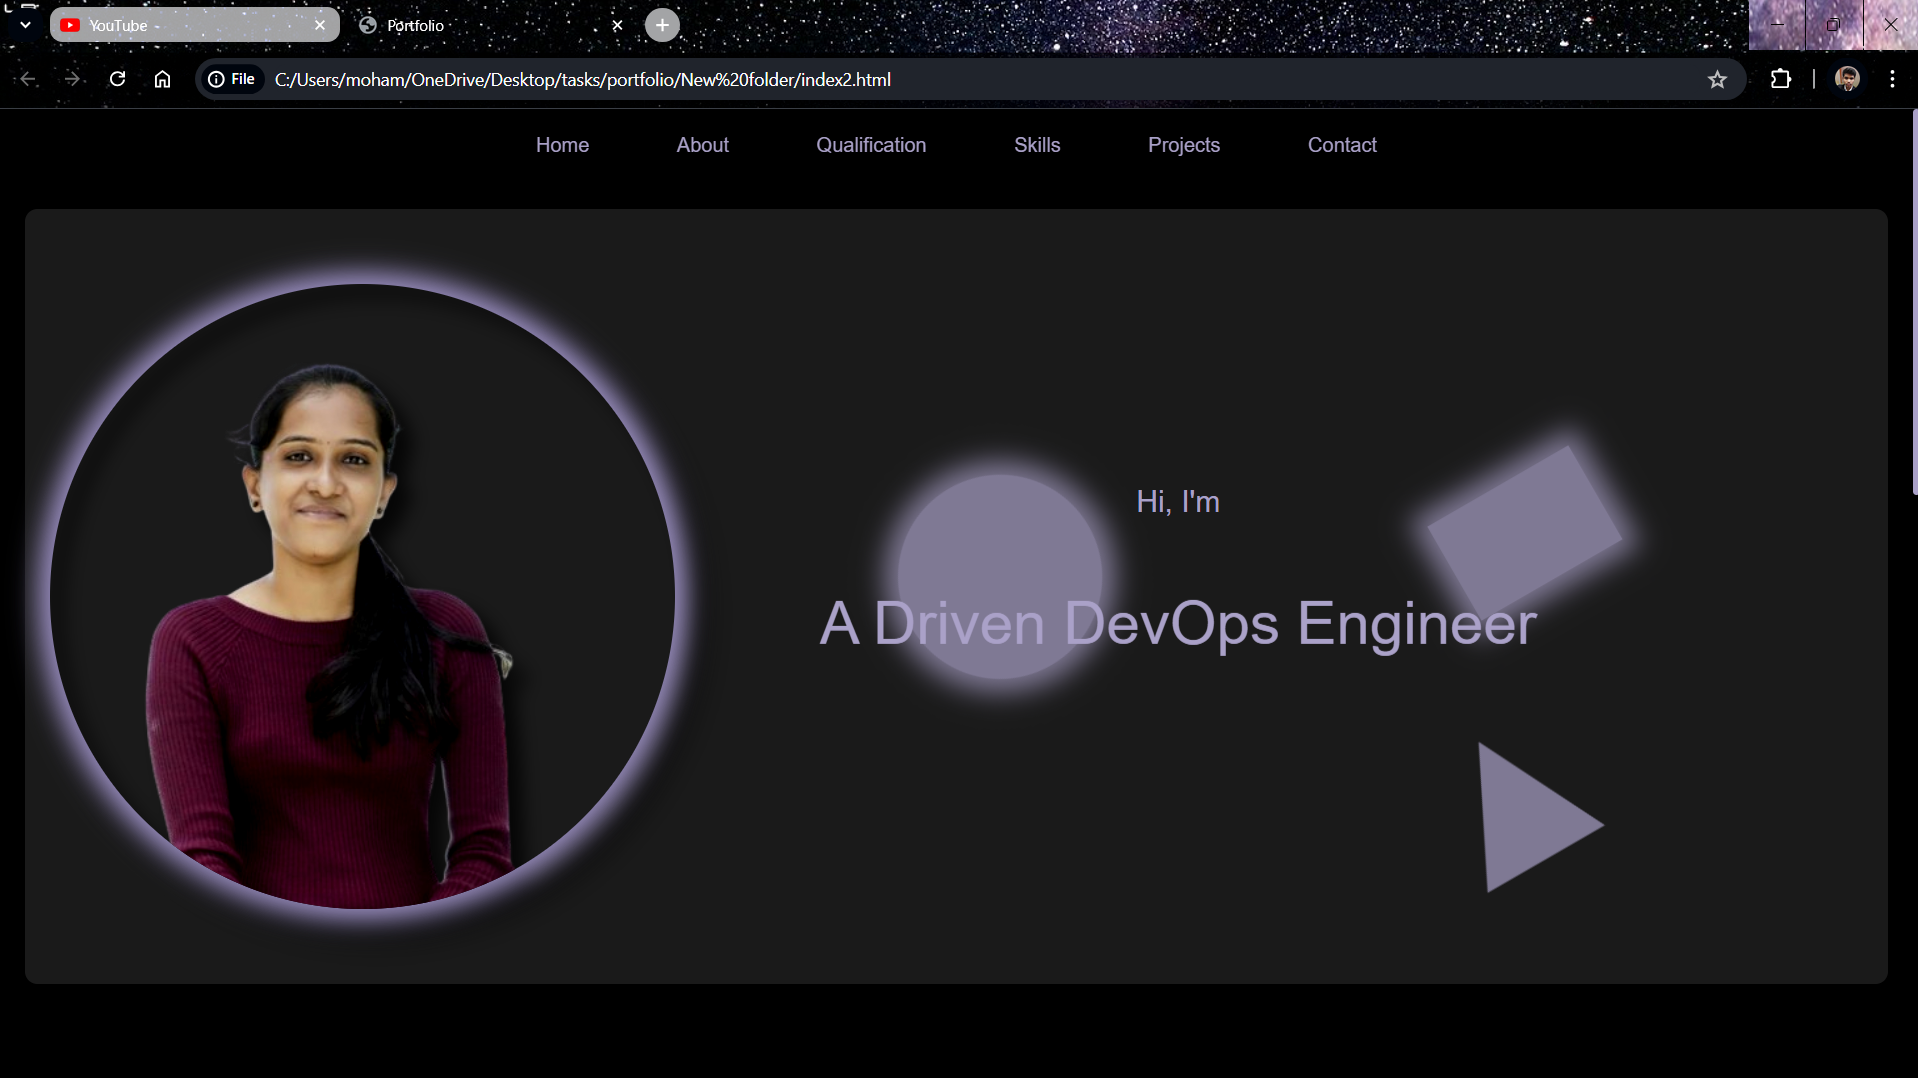 YouTube
Portfolio
File
C:/Users/moham/OneDrive/Desktop/tasks/portfolio/New%20folder/index2.html
Home About Qualification Skills Projects Contact
Hi, I'm
A Driven DevOps Engineer